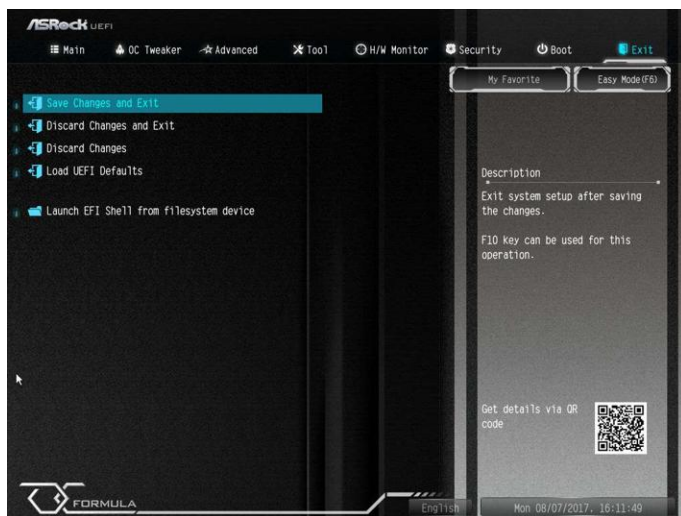 ASRock UEFI
Main OC Tweaker Advanced Tool H/W Monitor Security Boot Exit
My Favorite Easy Mode(F6)
Save Changes and Exit
Discard Changes and Exit
Discard Changes
Load UEFI Defaults
Launch EFI Shell from filesystem device
Description
Exit system setup after saving
the changes.
F10 key can be used for this
operation.
Get details via QR
code
FORMULA
English
Mon 08/07/2017. 16:11:49